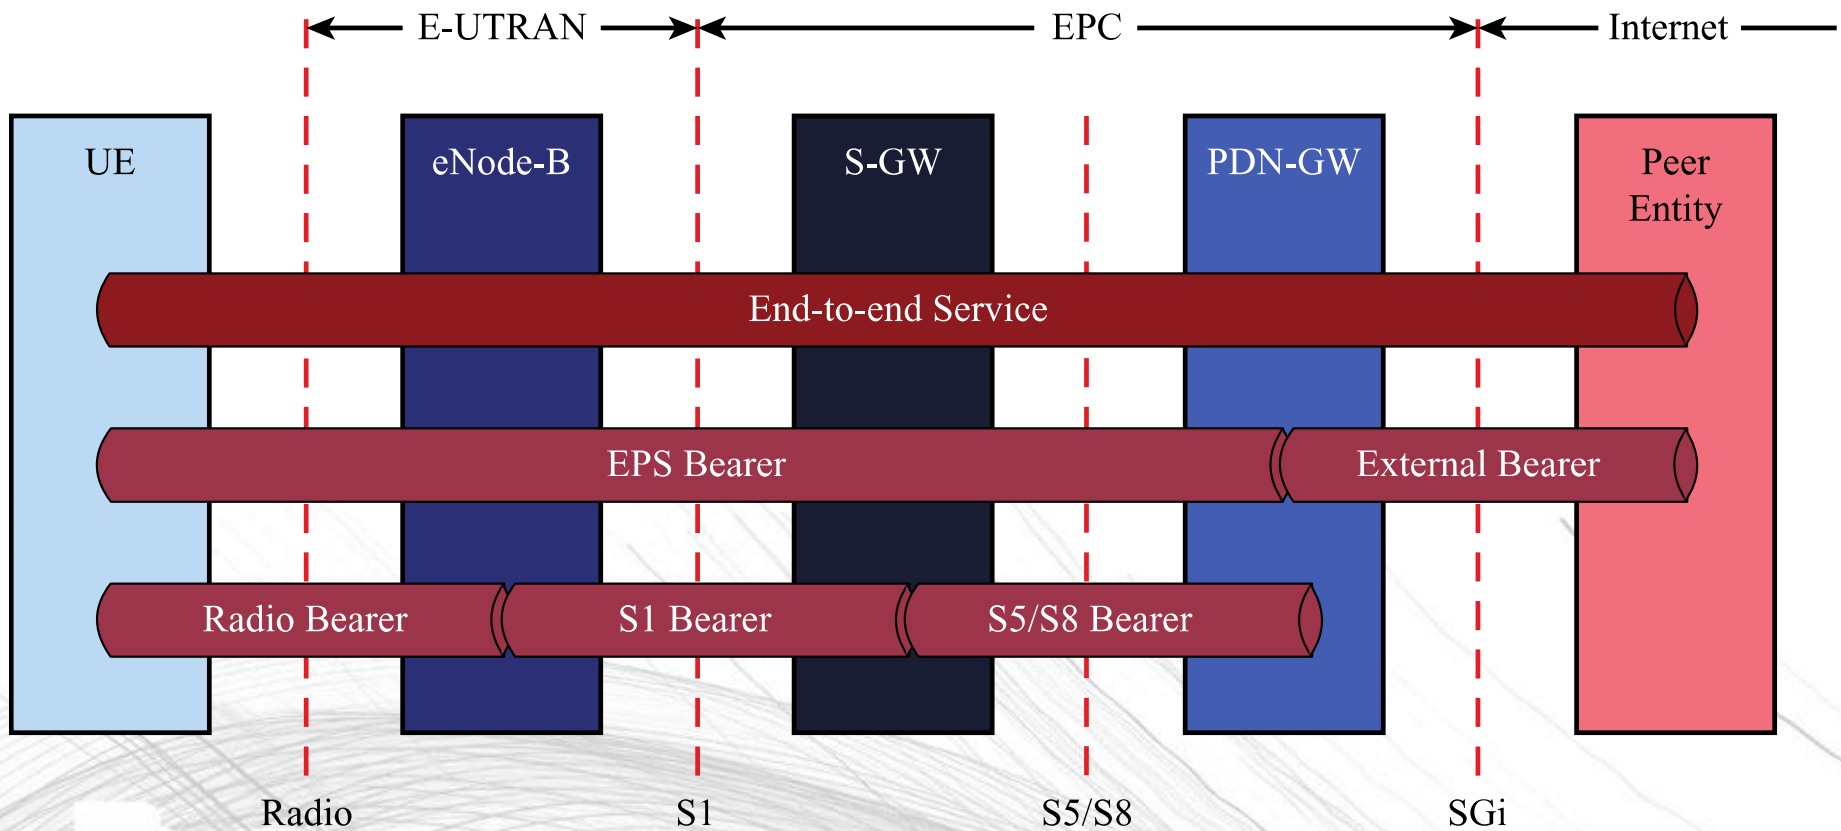 E-UTRAN
EPC
Internet
UE
eNode-B
S-GW
PDN-GW
Peer
Entity
End-to-end Service
EPS Bearer
External Bearer
Radio Bearer
S1 Bearer
S5/S8 Bearer
Radio
S1
S5/S8
SGi